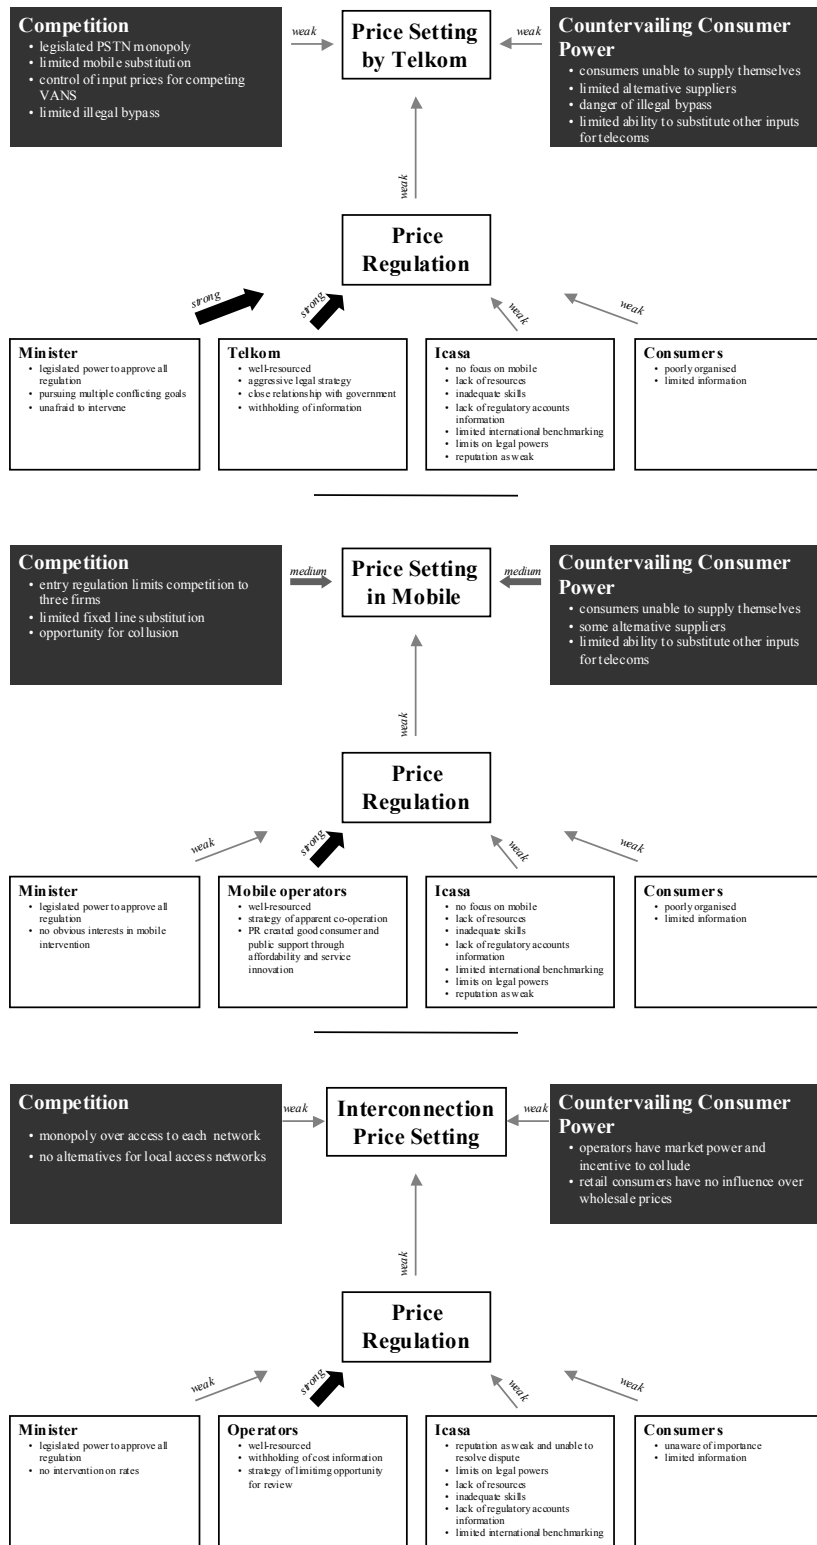 Competition
• legislated PSTN monopoly
• limited mobile substitution
• control of input prices for competing
VANS
• limited illegal bypass
weak
Price Setting
by Telkom
weak
Countervailing Consumer
Power
• consumers unable to supply themselves
• limited alternative suppliers
• danger of illegal bypass
• limited ability to substitute other inputs
for telecoms
weak
Price
Regulation
strong
strong
weak
weak
Minister
• legislated power to approve all
regulation
• pursuing multiple conflicting goals
• unafraid to intervene
Telkom
• well-resourced
• aggressive legal strategy
• close relationship with government
• withholding of information
Icasa
• no focus on mobile
• lack of resources
• inadequate skills
• lack of regulatory accounts
information
• limited international benchmarking
• limits on legal powers
• reputation as weak
Consumers
• poorly organised
• limited information
Competition
• entry regulation limits competition to
three firms
• limited fixed line substitution
• opportunity for collusion
medium
Price Setting
in Mobile
medium
Countervailing Consumer
Power
• consumers unable to supply themselves
• some alternative suppliers
• limited ability to substitute other inputs
for telecoms
weak
Price
Regulation
weak
strong
weak
weak
Minister
• legislated power to approve all
regulation
• no obvious interests in mobile
intervention
Mobile operators
• well-resourced
• strategy of apparent co-operation
• PR created good consumer and
public support through
affordability and service
innovation
Icasa
• no focus on mobile
• lack of resources
• inadequate skills
• lack of regulatory accounts
information
• limited international benchmarking
• limits on legal powers
• reputation as weak
Consumers
• poorly organised
• limited information
Competition
• monopoly over access to each network
• no alternatives for local access networks
weak
Interconnection
Price Setting
weak
Countervailing Consumer
Power
• operators have market power and
incentive to collude
• retail consumers have no influence over
wholesale prices
weak
Price
Regulation
weak
strong
weak
weak
Minister
• legislated power to approve all
regulation
• no intervention on rates
Operators
• well-resourced
• withholding of cost information
• strategy of limitimg opportunity
for review
Icasa
• reputation as weak and unable to
resolve dispute
• limits on legal powers
• lack of resources
• inadequate skills
• lack of regulatory accounts
information
• limited international benchmarking
Consumers
• unaware of importance
• limited information